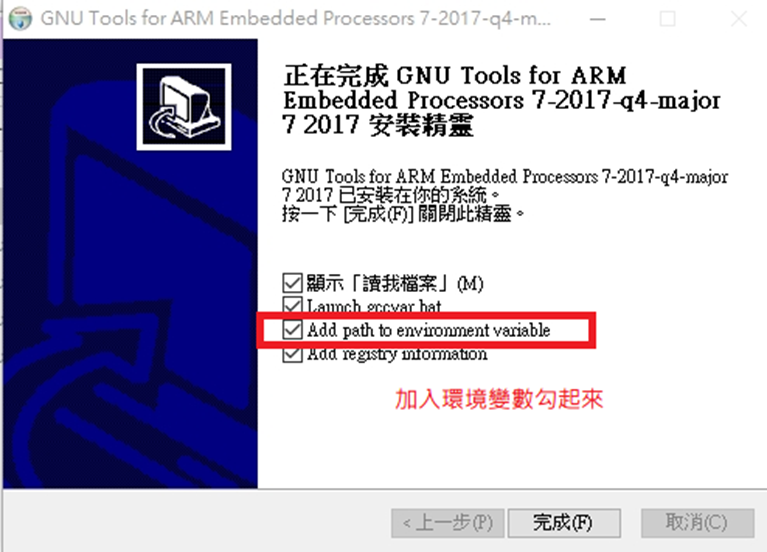 GNU Tools for ARM Embedded Processors 7-2017-q4-m...
正在完成 GNU Tools for ARM
Embedded Processors 7-2017-q4-major
7 2017 安裝精靈
GNU Tools for ARM Embedded Processors 7-2017-q4-major
7 2017 已安裝在你的系統。
按一下 [完成(F)] 關閉此精靈。
顯示「讀我檔案」(M)
Launch gccvar.bat
Add path to environment variable
Add registry information
加入環境變數勾起來
< 上一步(P)
完成(F)
取消(C)